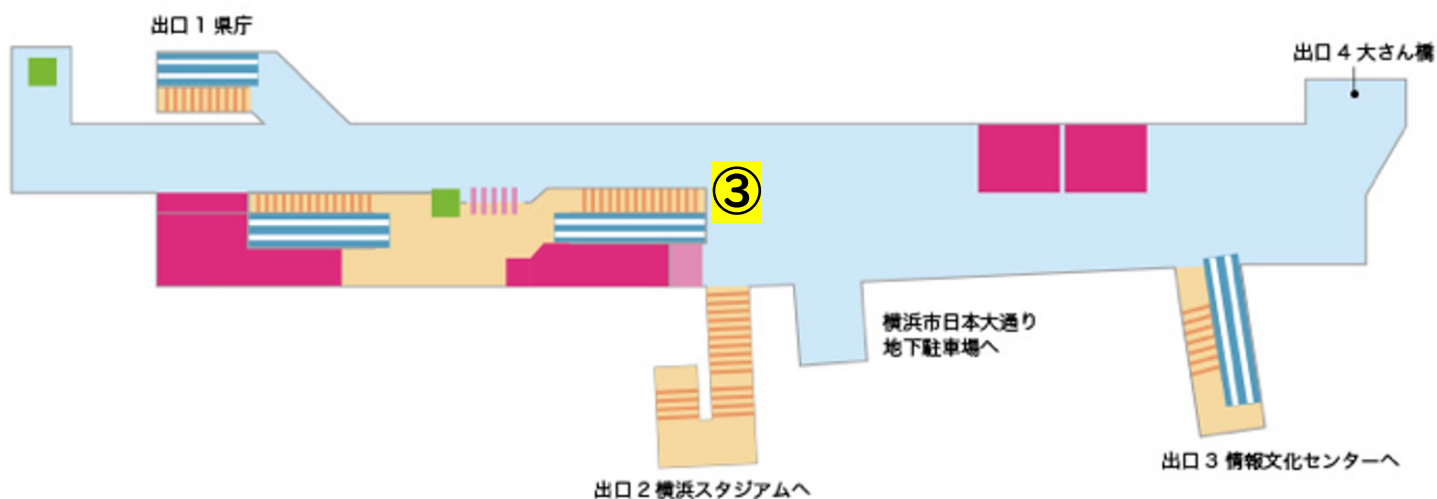 出口 1 県庁
出口 4 大さん橋
③
横浜市日本大通り
地下駐車場へ
出口 3 情報文化センターへ
出口 2 横浜スタジアムへ